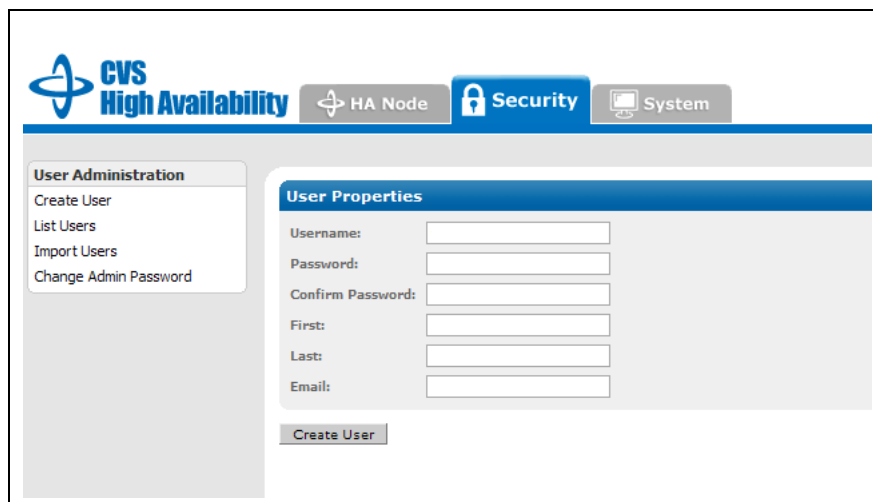 CVS
High Availability
HA Node
Security
System
User Administration
Create User
List Users
Import Users
Change Admin Password
User Properties
Username:
Password:
Confirm Password:
First:
Last:
Email:
Create User